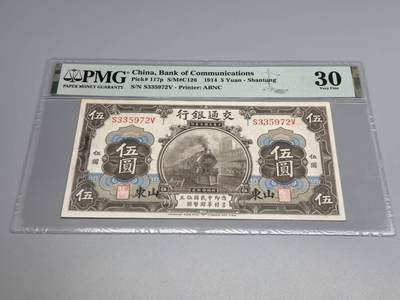 PMG
PAPER MONEY GUARANTY
China, Bank of Communications
Pick# 117p S/M#C126 1914 5 Yuan - Shantung
S/N S335972V - Printer: ABNC
30
Very Fine
伍
行銀通交
伍
S335972V
S335972V
伍圓
伍
圓
伍圓
東山
東山
伍
伍